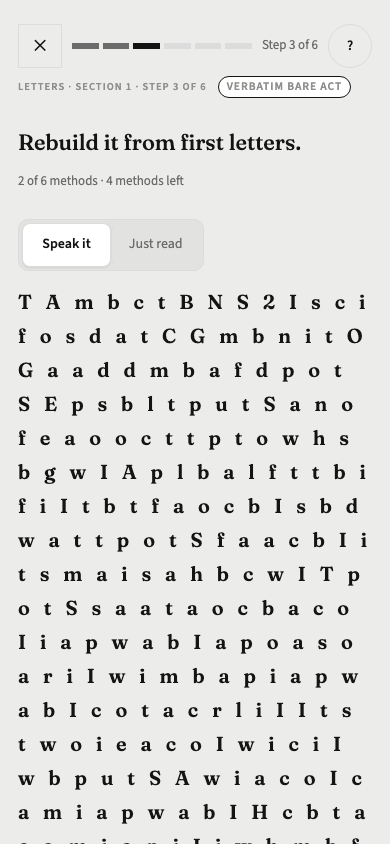 Step 3 of 6
?
LETTERS · SECTION 1 · STEP 3 OF 6
VERBATIM BARE ACT
Rebuild it from first letters.
2 of 6 methods · 4 methods left
Speak it
Just read
T A m b c t B N S 2 I s c i
f o s d a t C G m b n i t O
G a a d d m b a f d p o t
S E p s b l t p u t S a n o
f e a o o c t t p t o w h s
b g w I A p l b a l f t t b i
f i I t b t f a o c b I s b d
w a t t p o t S f a a c b I i
t s m a i s a h b c w I T p
o t S s a a t a o c b a c o
I i a p w a b I a p o a s o
a r i I w i m b a p i a p w
a b I c o t a c r l i I I t s
t w o i e a c o I w i c i I
w b p u t S A w i a c o I c
a m i a p w a b I H c b t a